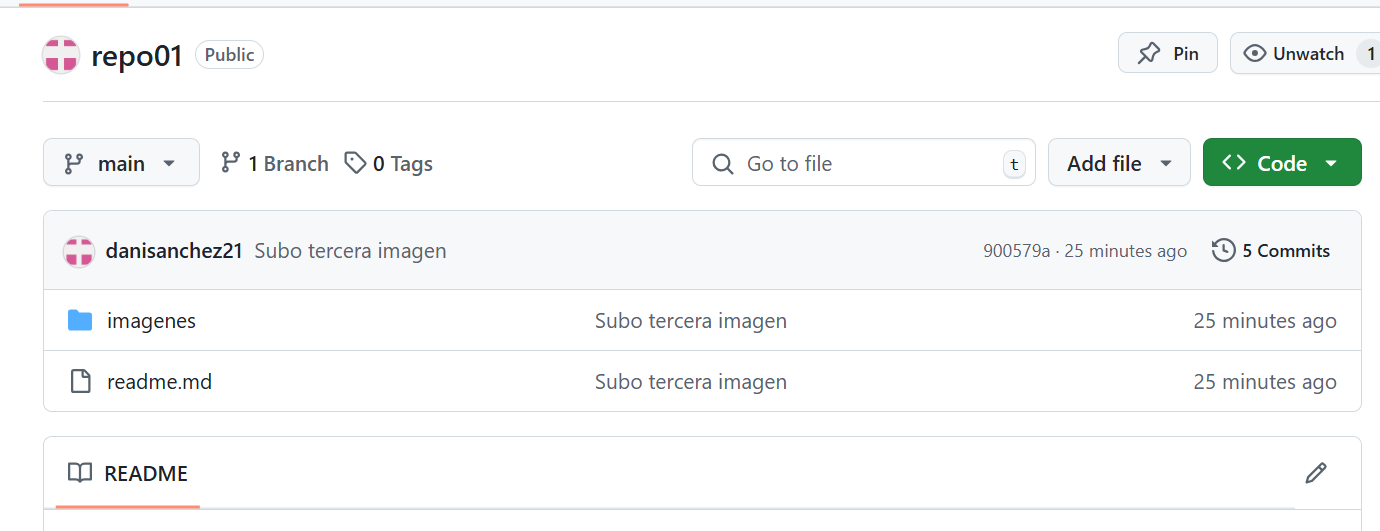 repo01 Public Pin Unwatch 1
main 1 Branch 0 Tags Go to file t Add file Code
danisanchez21 Subo tercera imagen 900579a · 25 minutes ago 5 Commits
imagenes Subo tercera imagen 25 minutes ago
readme.md Subo tercera imagen 25 minutes ago
README